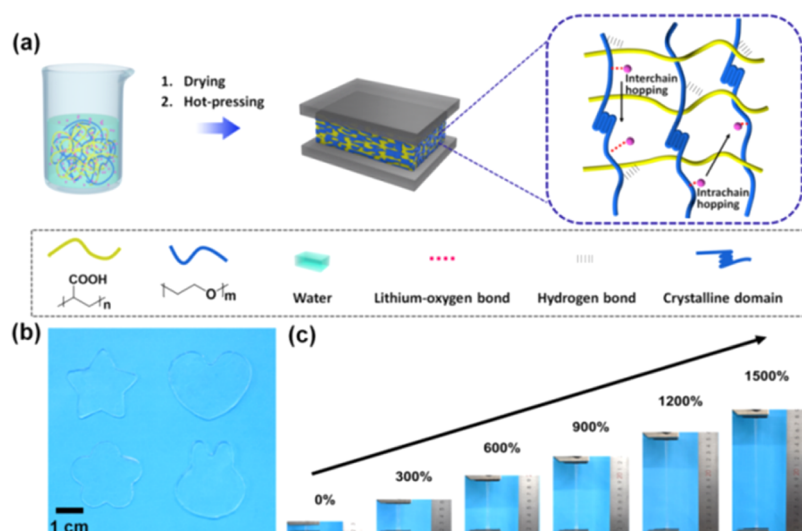 (a)
1. Drying
2. Hot-pressing
Interchain
hopping
Intrachain
hopping
COOH
n
O
m
Water
Lithium-oxygen bond
Hydrogen bond
Crystalline domain
(b)
1 cm
(c)
0%
300%
600%
900%
1200%
1500%